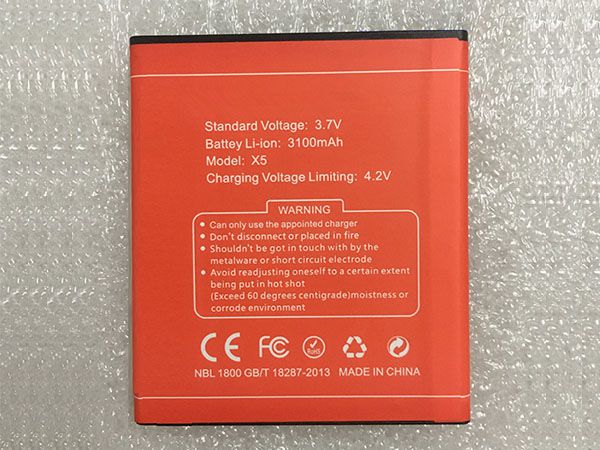 Standard Voltage: 3.7V
Battey Li-ion: 3100mAh
Model: X5
Charging Voltage Limiting: 4.2V
WARNING
Can only use the appointed charger
Don't disconnect or placed in fire
Shouldn't be got in touch with by the
metalware or short circuit electrode
Avoid readjusting oneself to a certain extent
being put in hot shot
(Exceed 60 degrees centigrade)moistness or
corrode environment
CE FC RoHS
NBL 1800 GB/T 18287-2013 MADE IN CHINA